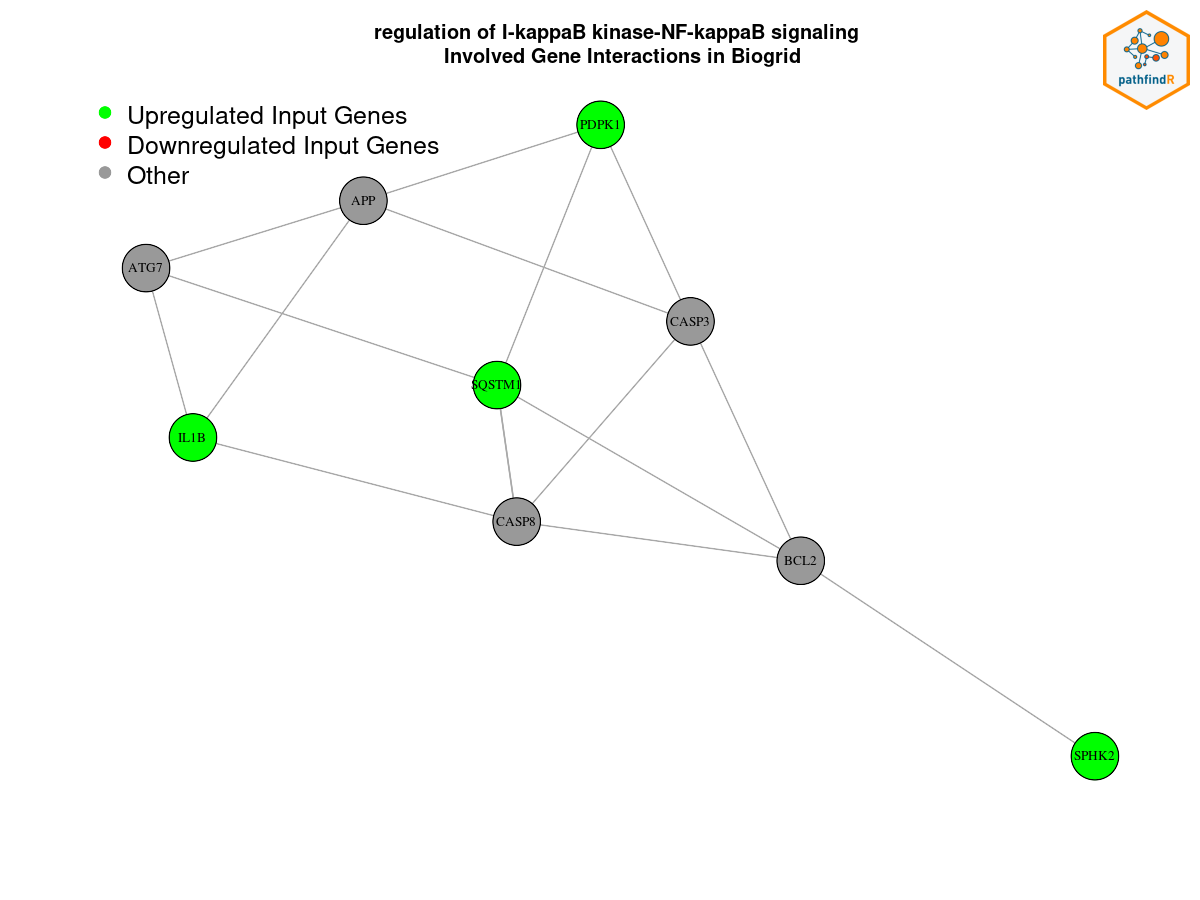 regulation of I-kappaB kinase-NF-kappaB signaling
Involved Gene Interactions in Biogrid
pathfindR
Upregulated Input Genes
Downregulated Input Genes
Other
PDPK1
APP
ATG7
CASP3
SQSTM1
IL1B
CASP8
BCL2
SPHK2